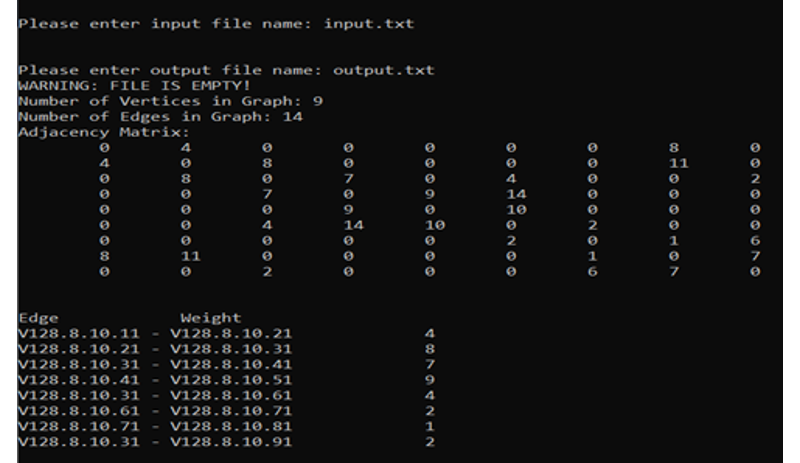 Please enter input file name: input.txt
Please enter output file name: output.txt
WARNING: FILE IS EMPTY!
Number of Vertices in Graph: 9
Number of Edges in Graph: 14
Adjacency Matrix:
0 4 0 0 0 0 0 8 0
4 0 8 0 0 0 0 11 0
0 8 0 7 0 4 0 0 2
0 0 7 0 9 14 0 0 0
0 0 0 9 0 10 0 0 0
0 0 4 14 10 0 2 0 0
0 0 0 0 0 2 0 1 6
8 11 0 0 0 0 1 0 7
0 0 2 0 0 0 6 7 0
Edge Weight
V128.8.10.11 - V128.8.10.21 4
V128.8.10.21 - V128.8.10.31 8
V128.8.10.31 - V128.8.10.41 7
V128.8.10.41 - V128.8.10.51 9
V128.8.10.31 - V128.8.10.61 4
V128.8.10.61 - V128.8.10.71 2
V128.8.10.71 - V128.8.10.81 1
V128.8.10.31 - V128.8.10.91 2